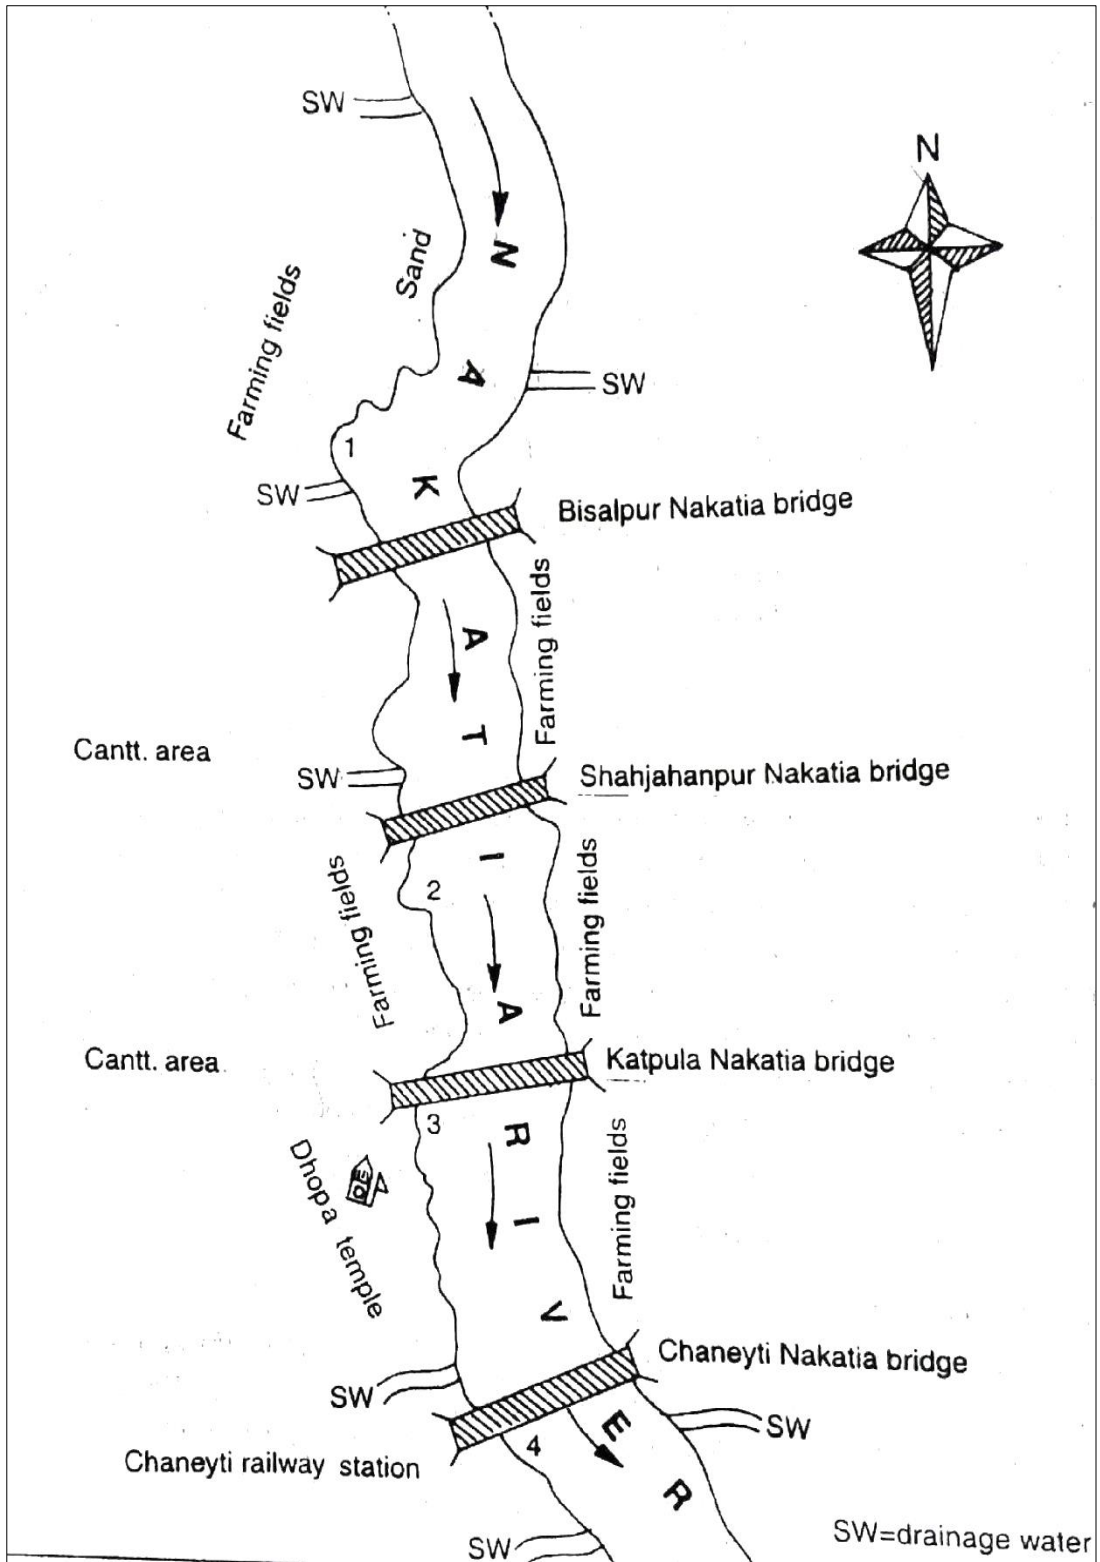 SW
N
Sand
Farming fields
SW
1
SW
Bisalpur Nakatia bridge
Farming fields
Cantt. area
SW
Shahjahanpur Nakatia bridge
2
Farming fields
Farming fields
Cantt. area
Katpula Nakatia bridge
3
Dhopa temple
Farming fields
NAKATIA RIVER
Chaneyti Nakatia bridge
SW
SW
4
Chaneyti railway station
SW
SW=drainage water